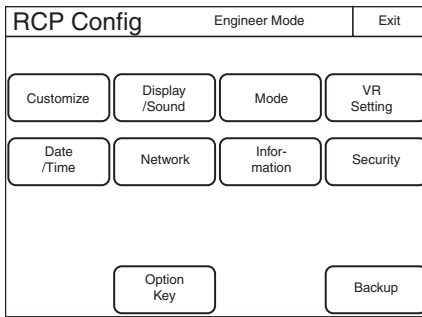 RCP Config Engineer Mode Exit
Customize
Display
/Sound
Mode
VR
Setting
Date
/Time
Network
Infor-
mation
Security
Option
Key
Backup